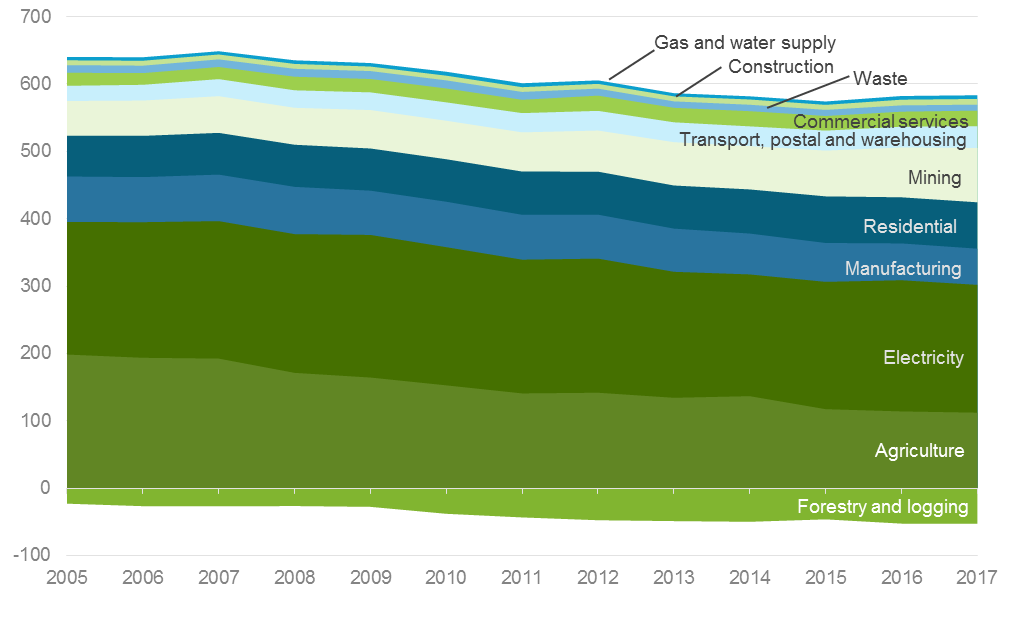 700
Gas and water supply
Construction
600
Waste
Commercial services
Transport, postal and warehousing
500
Mining
400
Residential
Manufacturing
300
Electricity
200
100
Agriculture
0
Forestry and logging
-100
2005 2006 2007 2008 2009 2010 2011 2012 2013 2014 2015 2016 2017